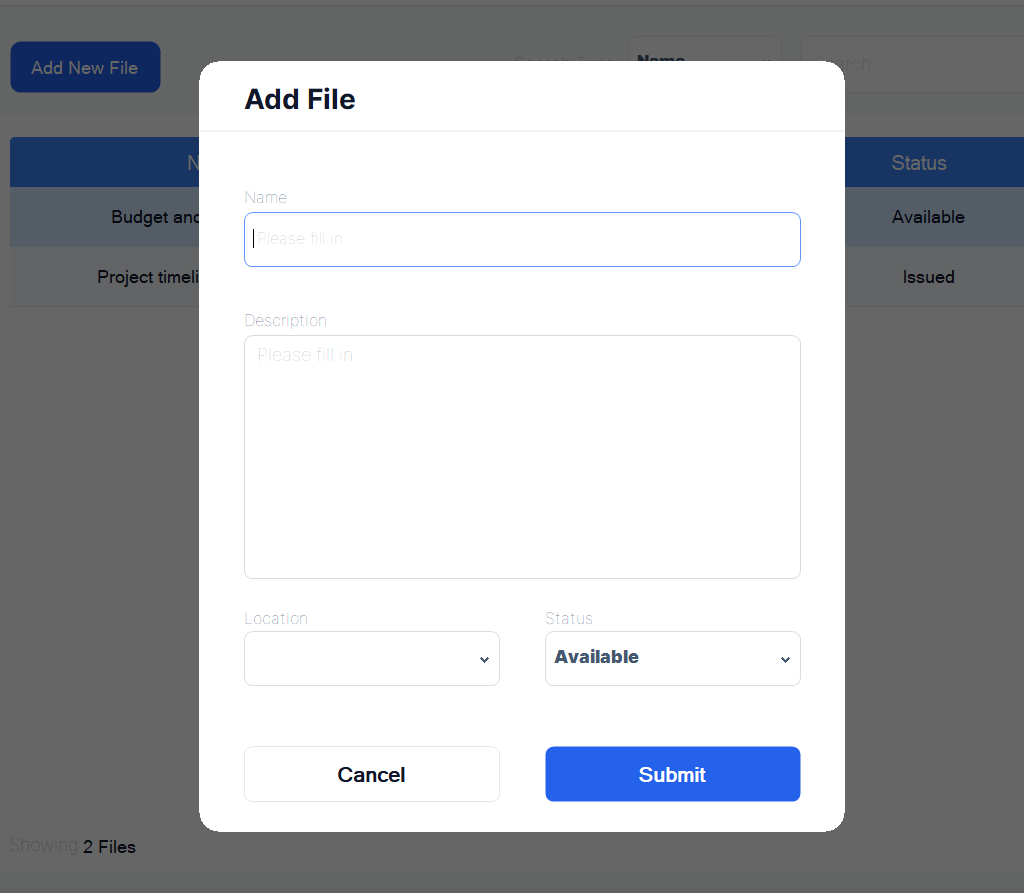 Add New File
Name
Add File
Status
Name
Budget and
Available
Please fill in
Project timeli
Issued
Description
Please fill in
Location
Status
Available
Cancel
Submit
Showing 2 Files